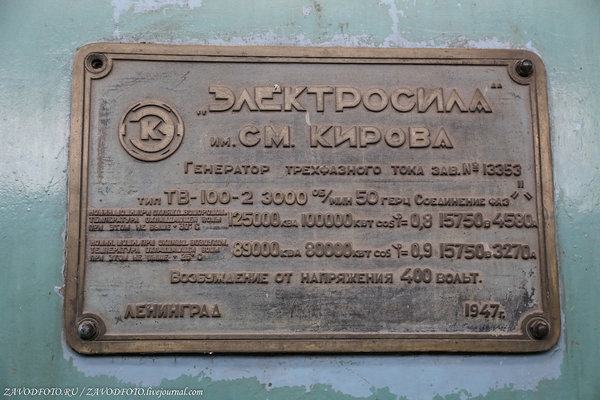 „ЭЛЕКТРОСИЛА"
ИМ. С.М. КИРОВА
ГЕНЕРАТОР ТРЕХФАЗНОГО ТОКА ЗАВ. № 13353
ТИП ТВ-100-2 3000 ОБ/МИН 50 ГЕРЦ СОЕДИНЕНИЕ ФАЗ
125000 КВА 100000 КВТ COS φ = 0,8 15750 В 4580 А
89000 КВА 80000 КВТ COS φ = 0,9 15750 В 3270 А
ВОЗБУЖДЕНИЕ ОТ НАПРЯЖЕНИЯ 400 ВОЛЬТ.
ЛЕНИНГРАД 1947 Г.
ZAVODFOTO.RU / ZAVODFOTO.livejournal.com